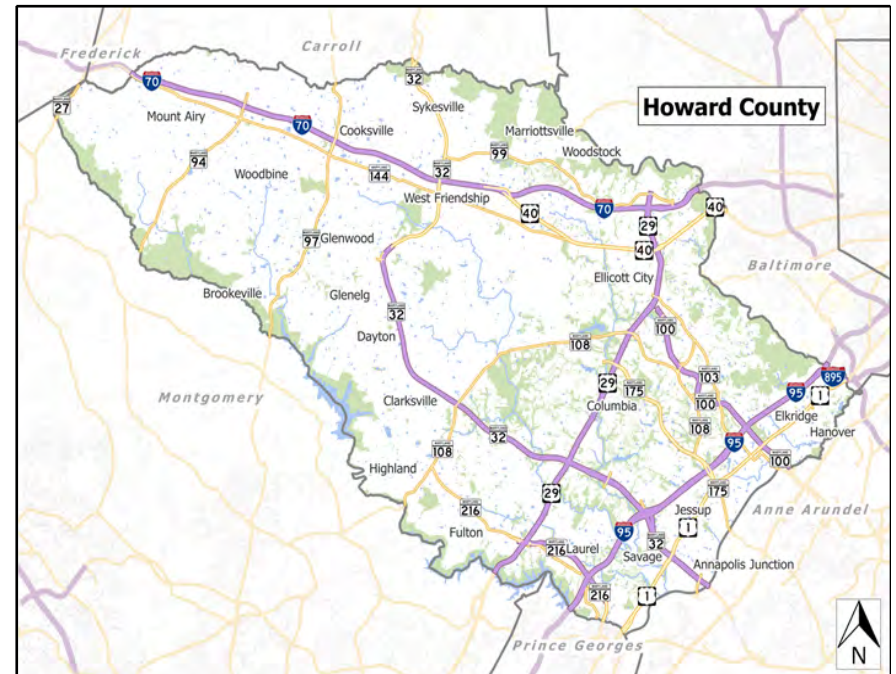 Howard County
Frederick
Carroll
Baltimore
Montgomery
Anne Arundel
Prince Georges
Mount Airy
Cooksville
Sykesville
Marriottsville
Woodstock
Woodbine
West Friendship
Glenwood
Ellicott City
Brookeville
Glenelg
Dayton
Clarksville
Columbia
Elkridge
Hanover
Highland
Jessup
Fulton
Laurel
Savage
Annapolis Junction
27
70
32
94
70
144
32
99
40
70
40
29
40
97
32
108
100
29
175
103
100
108
95
895
1
32
108
95
100
175
29
216
95
1
32
216
216
1
N